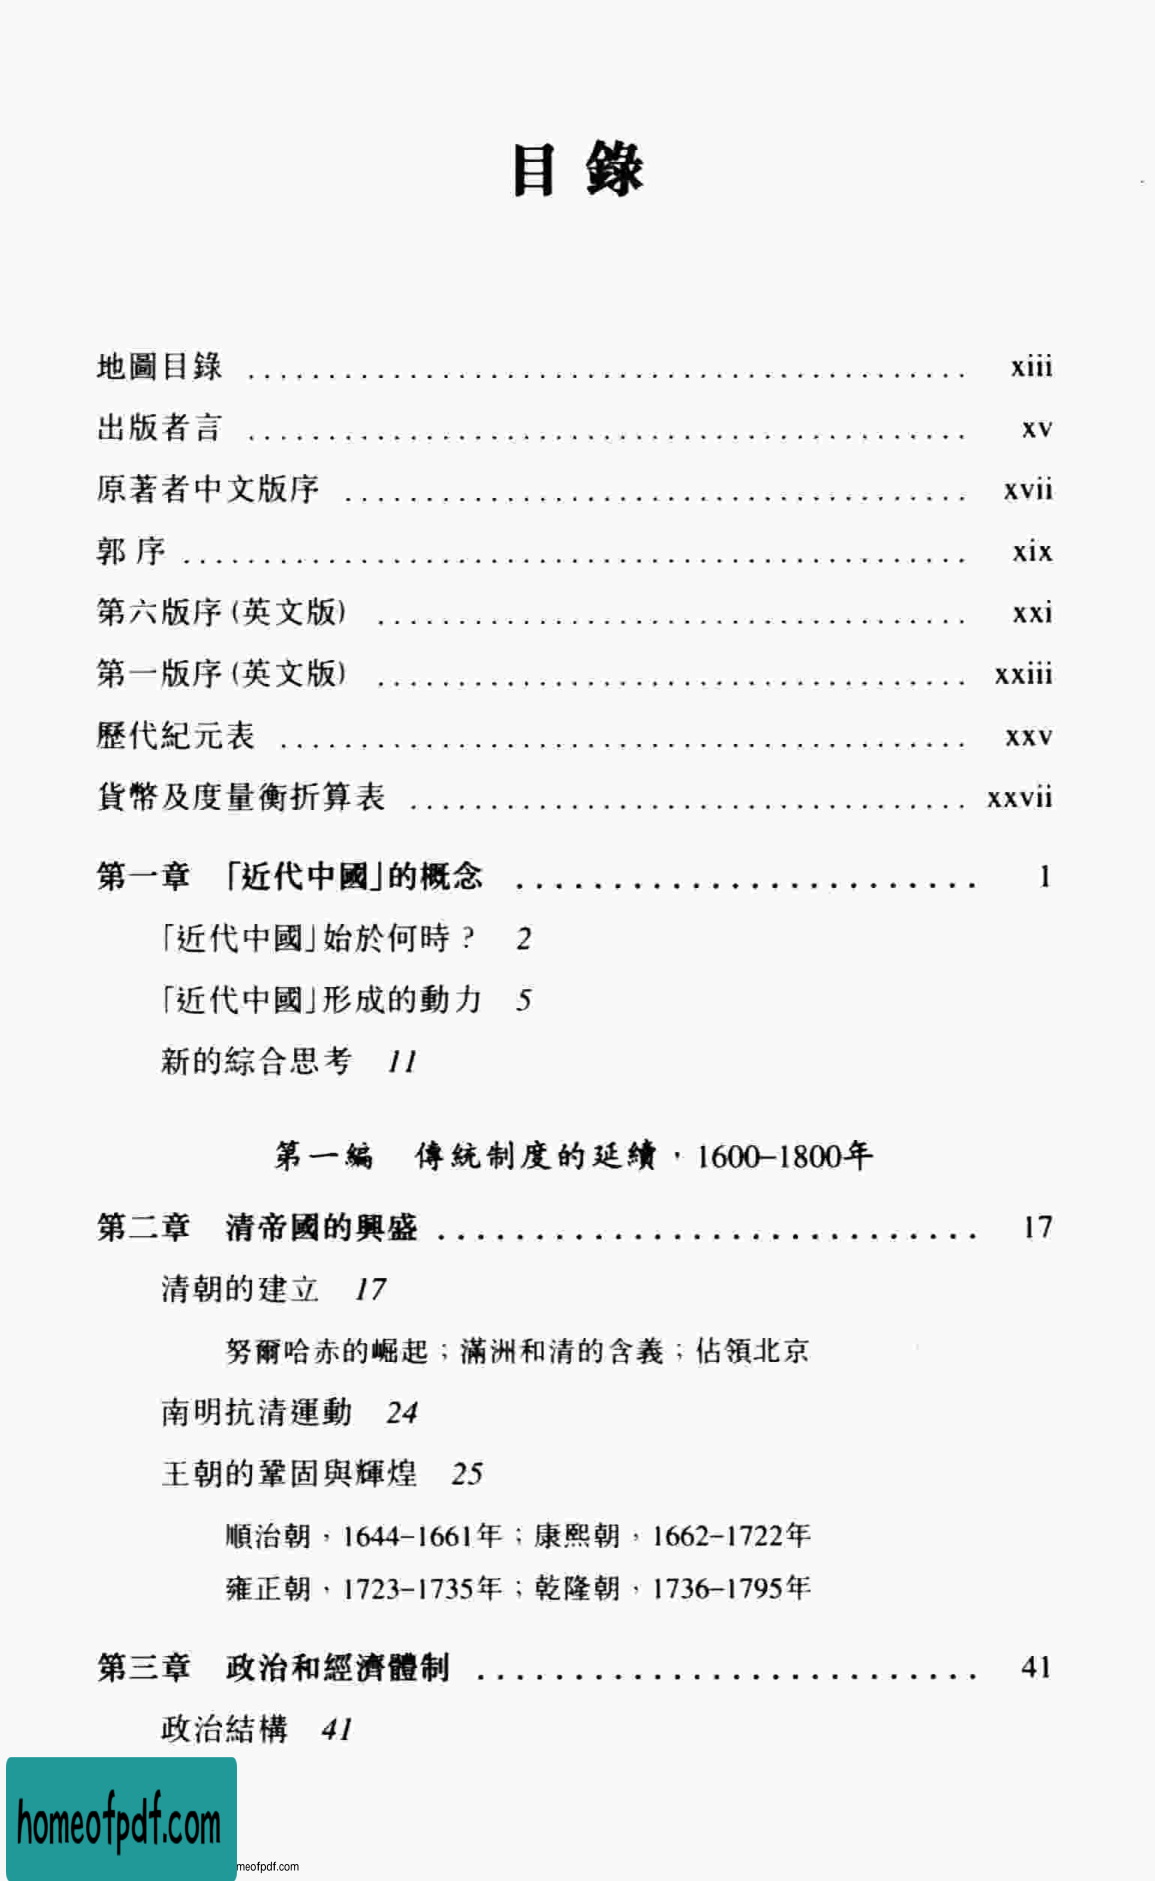 目錄
地圖目錄 ............................................. xiii
出版者言 ............................................. xv
原著者中文版序 ....................................... xvii
郭序 ................................................. xix
第六版序(英文版) ..................................... xxi
第一版序(英文版) ..................................... xxiii
歷代紀元表 ........................................... xxv
貨幣及度量衡折算表 ................................... xxvii
第一章 「近代中國」的概念 ........................ 1
「近代中國」始於何時? 2
「近代中國」形成的動力 5
新的綜合思考 11
第一編 傳統制度的延續,1600–1800年
第二章 清帝國的興盛 ............................ 17
清朝的建立 17
努爾哈赤的崛起;滿洲和清的含義;佔領北京
南明抗清運動 24
王朝的鞏固與輝煌 25
順治朝,1644–1661年;康熙朝,1662–1722年
雍正朝,1723–1735年;乾隆朝,1736–1795年
第三章 政治和經濟體制 .......................... 41
政治結構 41
homeofpdf.com
meofpdf.com